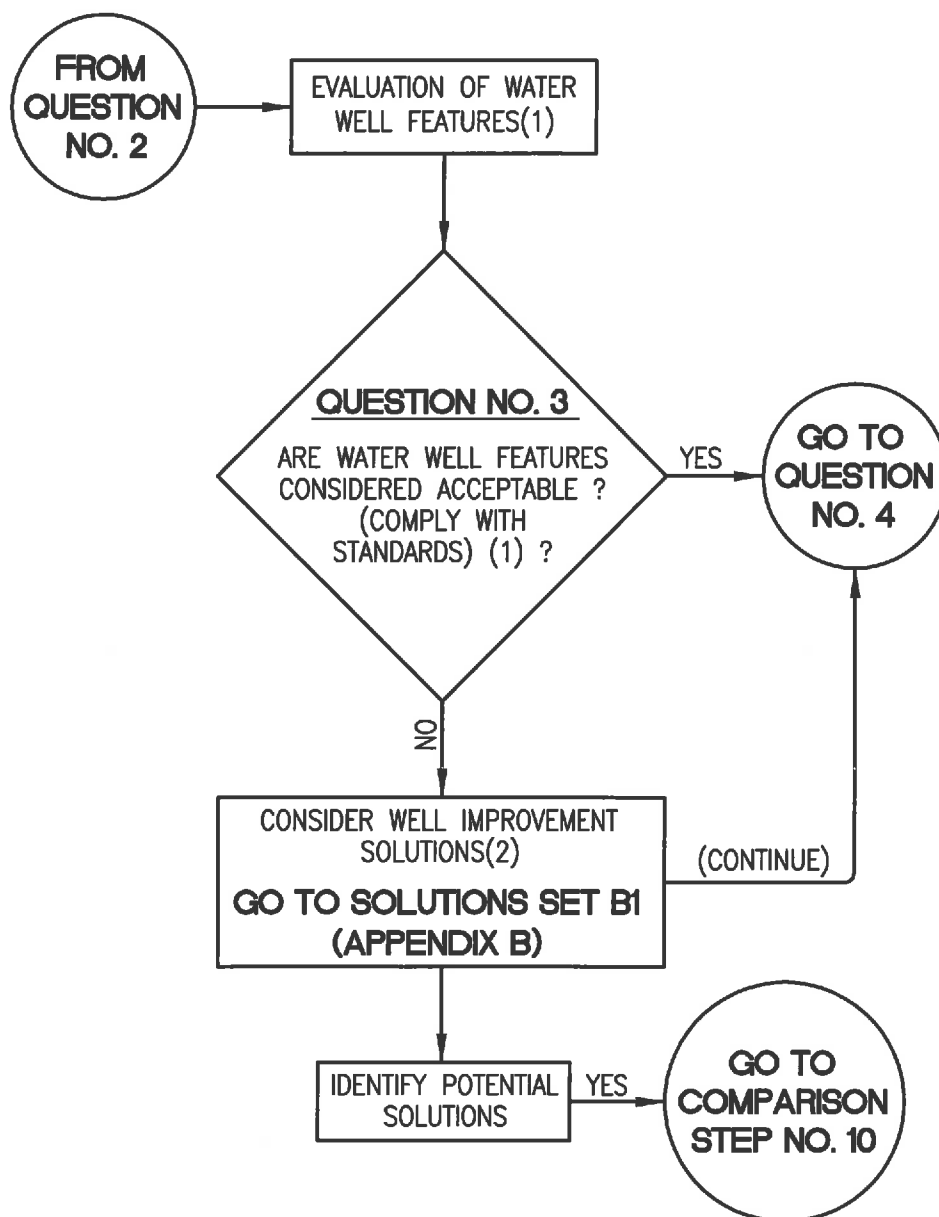 FROM
QUESTION
NO. 2
EVALUATION OF WATER
WELL FEATURES(1)
QUESTION NO. 3
ARE WATER WELL FEATURES
CONSIDERED ACCEPTABLE ?
(COMPLY WITH
STANDARDS) (1) ?
YES
GO TO
QUESTION
NO. 4
NO
CONSIDER WELL IMPROVEMENT
SOLUTIONS(2)
GO TO SOLUTIONS SET B1
(APPENDIX B)
(CONTINUE)
IDENTIFY POTENTIAL
SOLUTIONS
YES
GO TO
COMPARISON
STEP NO. 10